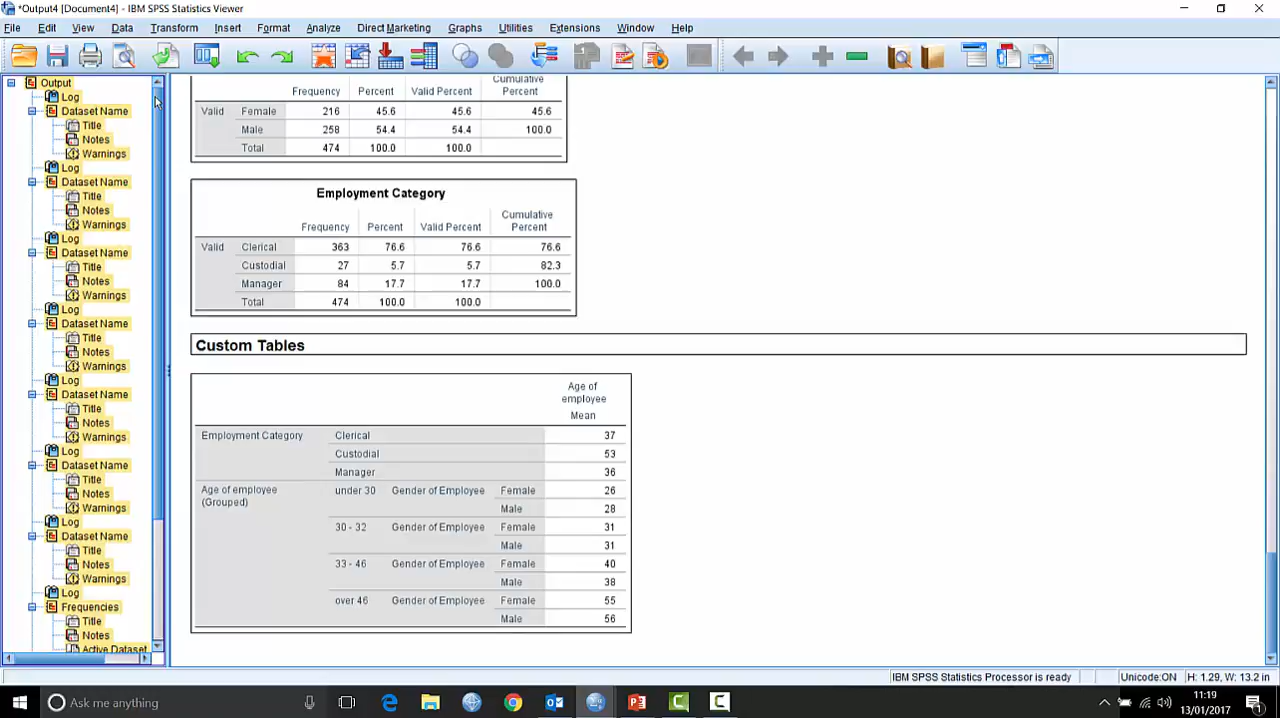 *Output4 [Document4] - IBM SPSS Statistics Viewer
File Edit View Data Transform Insert Format Analyze Direct Marketing Graphs Utilities Extensions Window Help
Output
Log
Dataset Name
Title
Notes
Warnings
Log
Dataset Name
Title
Notes
Warnings
Log
Dataset Name
Title
Notes
Warnings
Log
Dataset Name
Title
Notes
Warnings
Log
Dataset Name
Title
Notes
Warnings
Log
Dataset Name
Title
Notes
Warnings
Log
Dataset Name
Title
Notes
Warnings
Log
Frequencies
Title
Notes
Active Dataset
Cumulative
Frequency Percent Valid Percent Percent
Valid Female 216 45.6 45.6 45.6
Male 258 54.4 54.4 100.0
Total 474 100.0 100.0
Employment Category
Cumulative
Frequency Percent Valid Percent Percent
Valid Clerical 363 76.6 76.6 76.6
Custodial 27 5.7 5.7 82.3
Manager 84 17.7 17.7 100.0
Total 474 100.0 100.0
Custom Tables
Age of
employee
Mean
Employment Category Clerical 37
Custodial 53
Manager 36
Age of employee under 30 Gender of Employee Female 26
(Grouped)
Male 28
30 - 32 Gender of Employee Female 31
Male 31
33 - 46 Gender of Employee Female 40
Male 38
over 46 Gender of Employee Female 55
Male 56
IBM SPSS Statistics Processor is ready Unicode:ON H: 1.29, W: 13.2 in
Ask me anything
11:19
13/01/2017